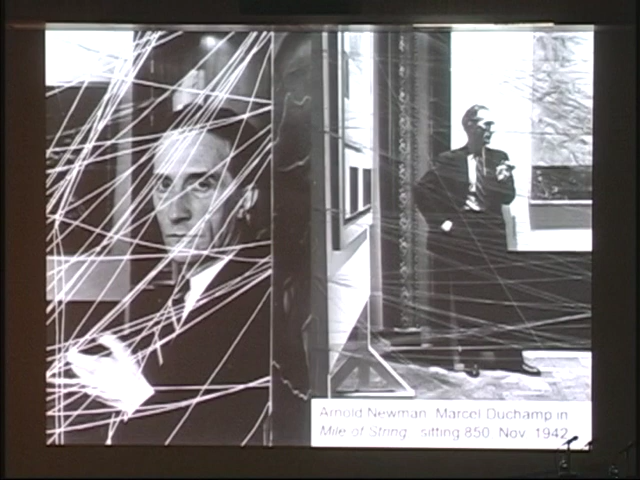 Arnold Newman: Marcel Duchamp in
Mile of String, sitting 850, Nov. 1942